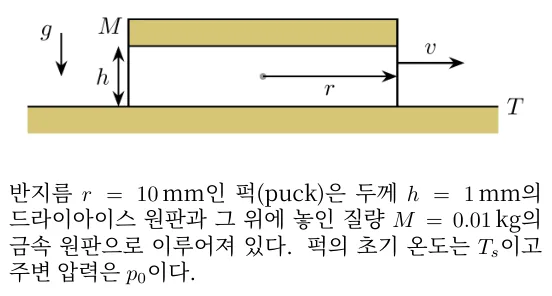 g
M
h
r
v
T
반지름 r = 10 mm인 퍽(puck)은 두께 h = 1 mm의
드라이아이스 원판과 그 위에 놓인 질량 M = 0.01 kg의
금속 원판으로 이루어져 있다. 퍽의 초기 온도는 Tₛ이고
주변 압력은 p₀이다.